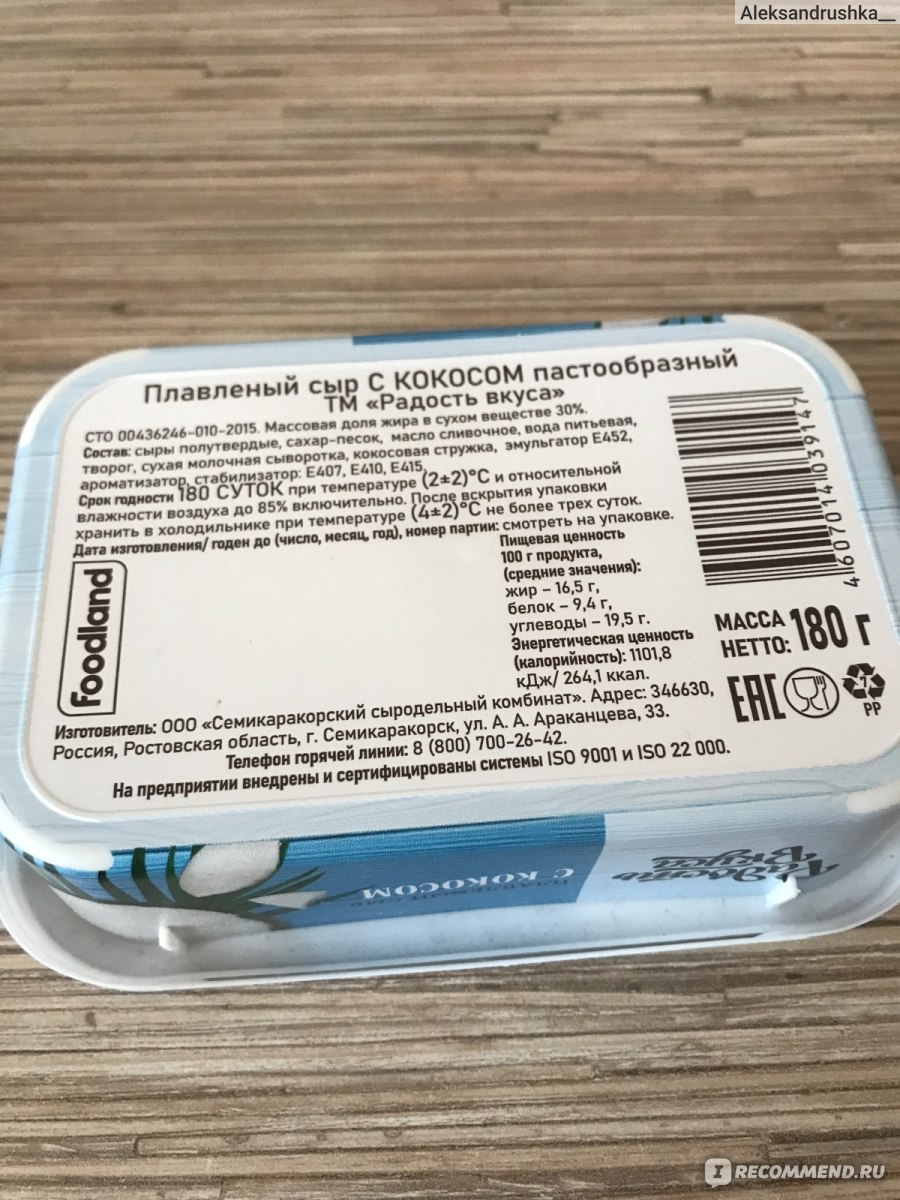 Aleksandrushka__
Плавленый сыр С КОКОСОМ пастообразный
ТМ «Радость вкуса»
СТО 00436246-010-2015. Массовая доля жира в сухом веществе 30%.
Состав: сыры полутвердые, сахар-песок, масло сливочное, вода питьевая,
творог, сухая молочная сыворотка, кокосовая стружка, эмульгатор Е452,
ароматизатор, стабилизатор: Е407, Е410, Е415.
Срок годности 180 СУТОК при температуре (2±2)°С и относительной
влажности воздуха до 85% включительно. После вскрытия упаковки
хранить в холодильнике при температуре (4±2)°С не более трех суток.
Дата изготовления/ годен до (число, месяц, год), номер партии: смотреть на упаковке.
Пищевая ценность
100 г продукта,
(средние значения):
жир – 16,5 г,
белок – 9,4 г,
углеводы – 19,5 г.
Энергетическая ценность
(калорийность): 1101,8
кДж/ 264,1 ккал.
4 607014 039147
foodland
МАССА
НЕТТО: 180 г
EAC
7
PP
Изготовитель: ООО «Семикаракорский сыродельный комбинат». Адрес: 346630,
Россия, Ростовская область, г. Семикаракорск, ул. А. А. Араканцева, 33.
Телефон горячей линии: 8 (800) 700-26-42.
На предприятии внедрены и сертифицированы системы ISO 9001 и ISO 22 000.
Радость
Вкуса
ПЛАВЛЕНЫЙ СЫР
С КОКОСОМ
I RECOMMEND.RU